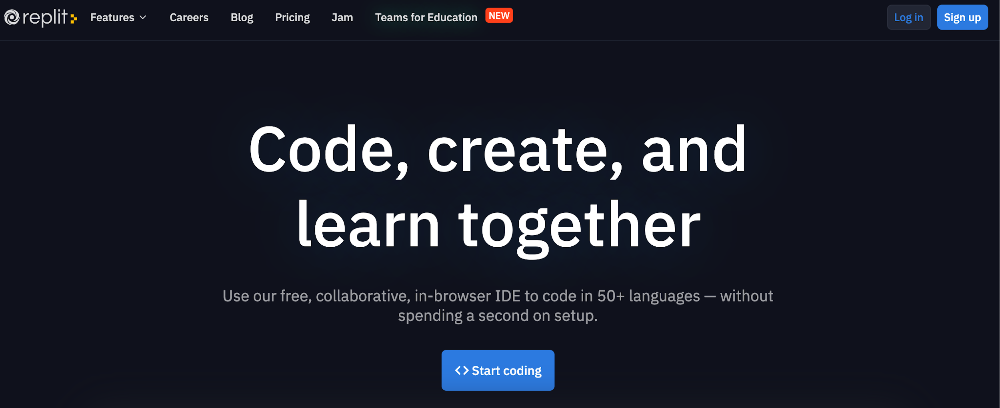 replit
Features
Careers
Blog
Pricing
Jam
Teams for Education
NEW
Log in
Sign up
Code, create, and
learn together
Use our free, collaborative, in-browser IDE to code in 50+ languages — without
spending a second on setup.
<> Start coding